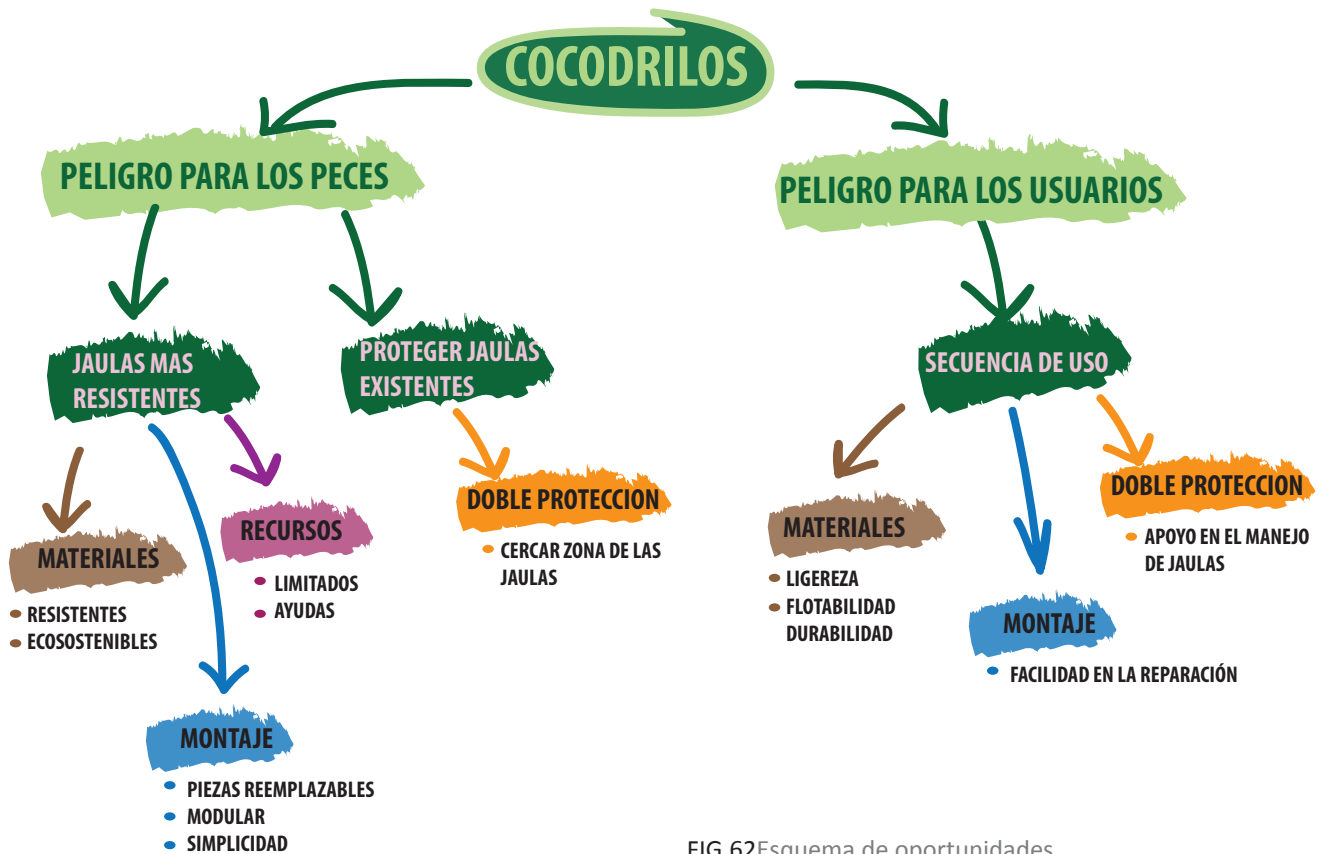 COCODRILOS
PELIGRO PARA LOS PECES
PELIGRO PARA LOS USUARIOS
JAULAS MAS
RESISTENTES
PROTEGER JAULAS
EXISTENTES
SECUENCIA DE USO
MATERIALES
• RESISTENTES
• ECOSOSTENIBLES
RECURSOS
• LIMITADOS
• AYUDAS
DOBLE PROTECCION
• CERCAR ZONA DE LAS
JAULAS
MONTAJE
• PIEZAS REEMPLAZABLES
• MODULAR
• SIMPLICIDAD
MATERIALES
• LIGEREZA
• FLOTABILIDAD
DURABILIDAD
MONTAJE
• FACILIDAD EN LA REPARACIÓN
DOBLE PROTECCION
• APOYO EN EL MANEJO
DE JAULAS
FIG 62Esquema de oportunidades